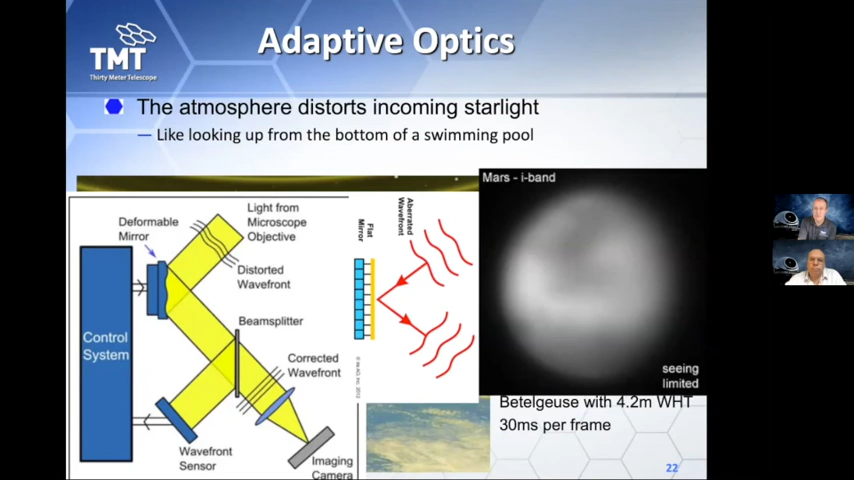 TMT
Thirty Meter Telescope
Adaptive Optics
The atmosphere distorts incoming starlight
— Like looking up from the bottom of a swimming pool
Light from
Microscope
Objective
Deformable
Mirror
Distorted
Wavefront
Beamsplitter
Control
System
Corrected
Wavefront
Wavefront
Sensor
Imaging
Camera
Aberrated
Wavefront
Flat
Mirror
Mars - i-band
seeing
limited
Betelgeuse with 4.2m WHT
30ms per frame
22